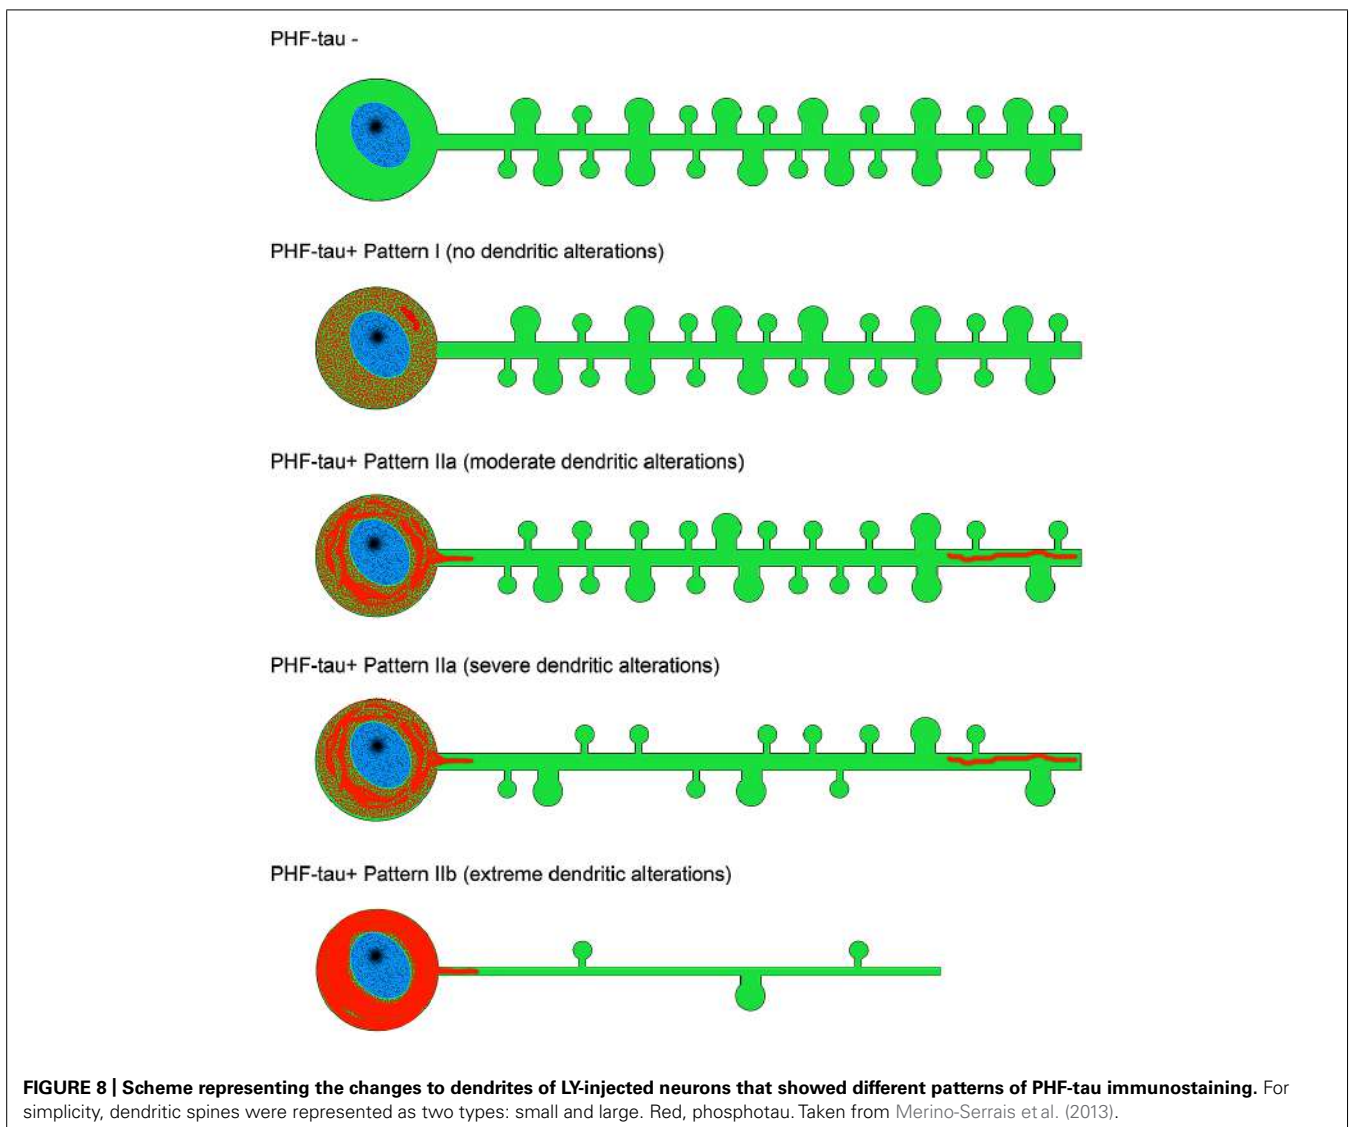 PHF-tau -
PHF-tau+ Pattern I (no dendritic alterations)
PHF-tau+ Pattern IIa (moderate dendritic alterations)
PHF-tau+ Pattern IIa (severe dendritic alterations)
PHF-tau+ Pattern IIb (extreme dendritic alterations)
FIGURE 8 | Scheme representing the changes to dendrites of LY-injected neurons that showed different patterns of PHF-tau immunostaining. For
simplicity, dendritic spines were represented as two types: small and large. Red, phosphotau. Taken from Merino-Serrais et al. (2013).